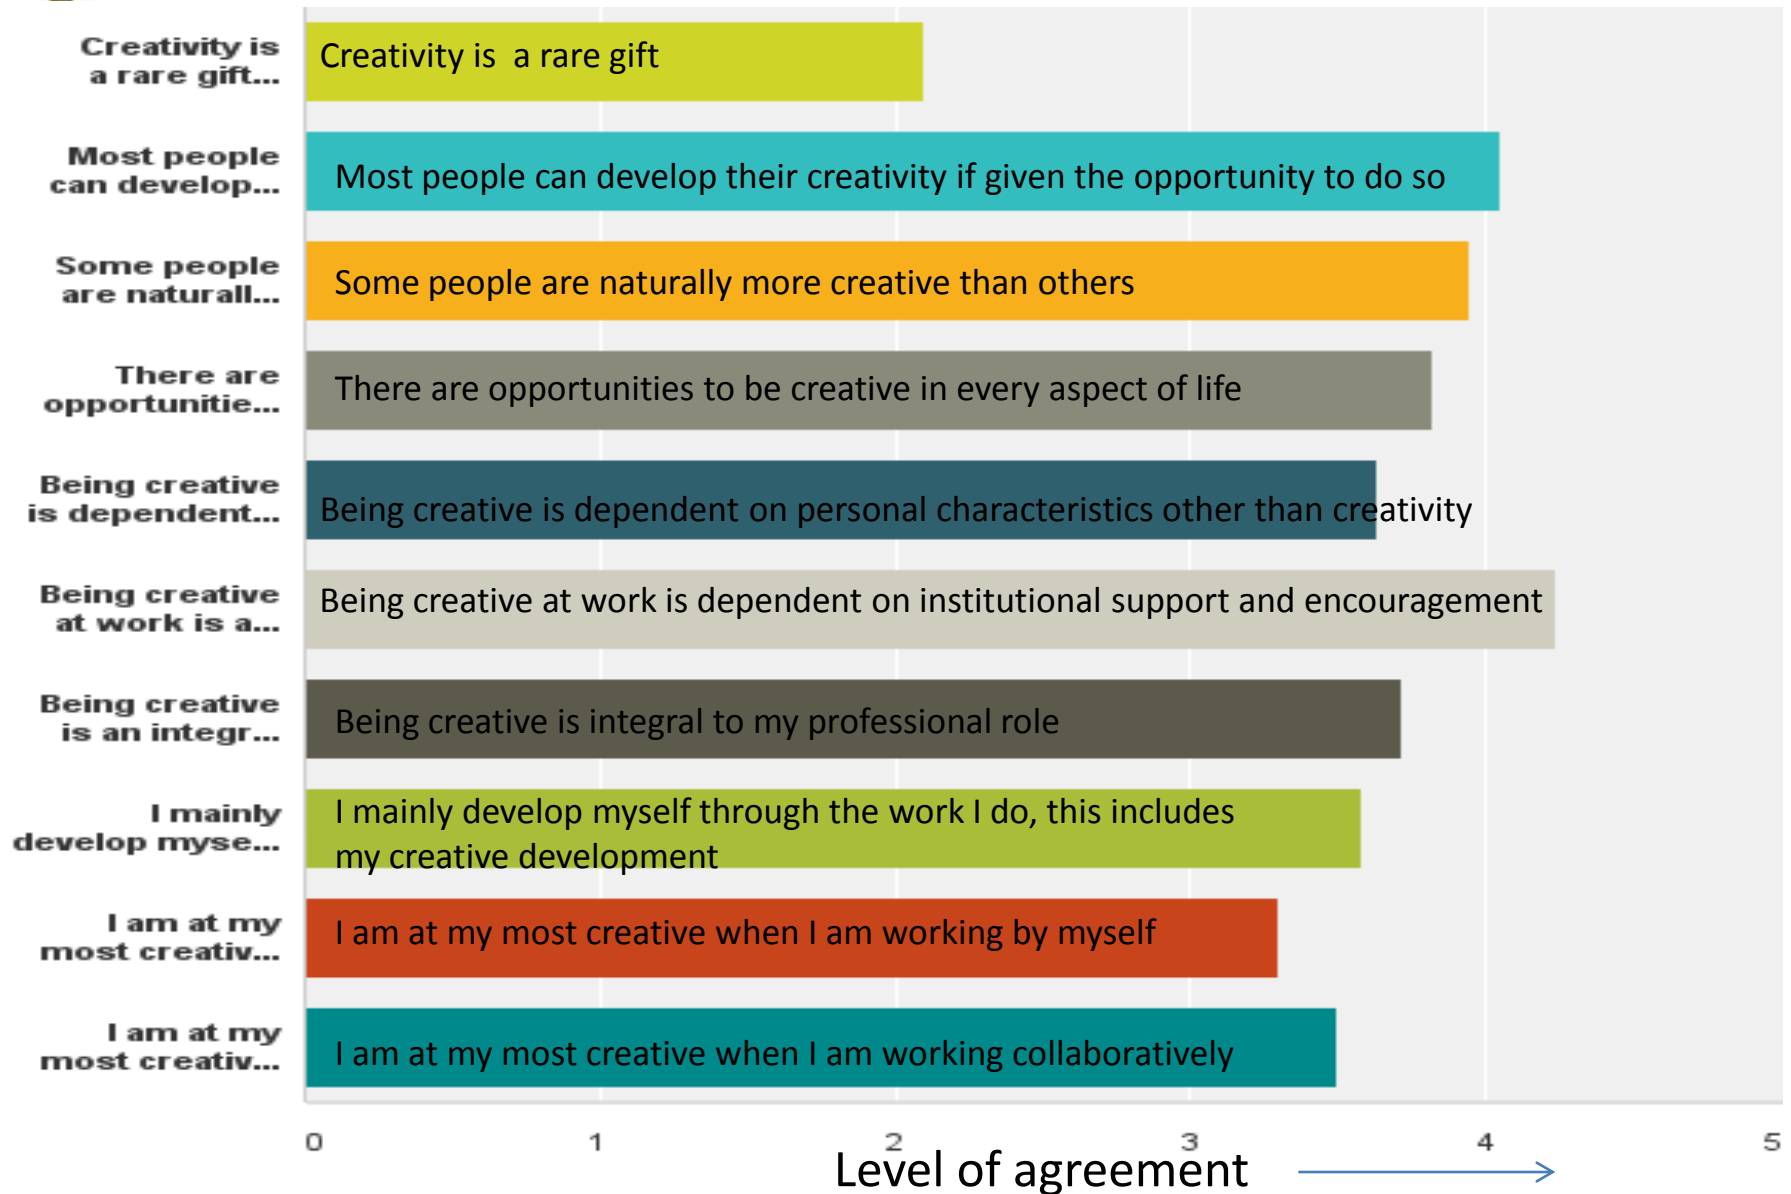 Creativity is
a rare gift...
Creativity is a rare gift
Most people
can develop...
Most people can develop their creativity if given the opportunity to do so
Some people
are naturall...
Some people are naturally more creative than others
There are
opportunitie...
There are opportunities to be creative in every aspect of life
Being creative
is dependent...
Being creative is dependent on personal characteristics other than creativity
Being creative
at work is a...
Being creative at work is dependent on institutional support and encouragement
Being creative
is an integr...
Being creative is integral to my professional role
I mainly
develop myse...
I mainly develop myself through the work I do, this includes
my creative development
I am at my
most creativ...
I am at my most creative when I am working by myself
I am at my
most creativ...
I am at my most creative when I am working collaboratively
0 1 2 3 4 5
Level of agreement